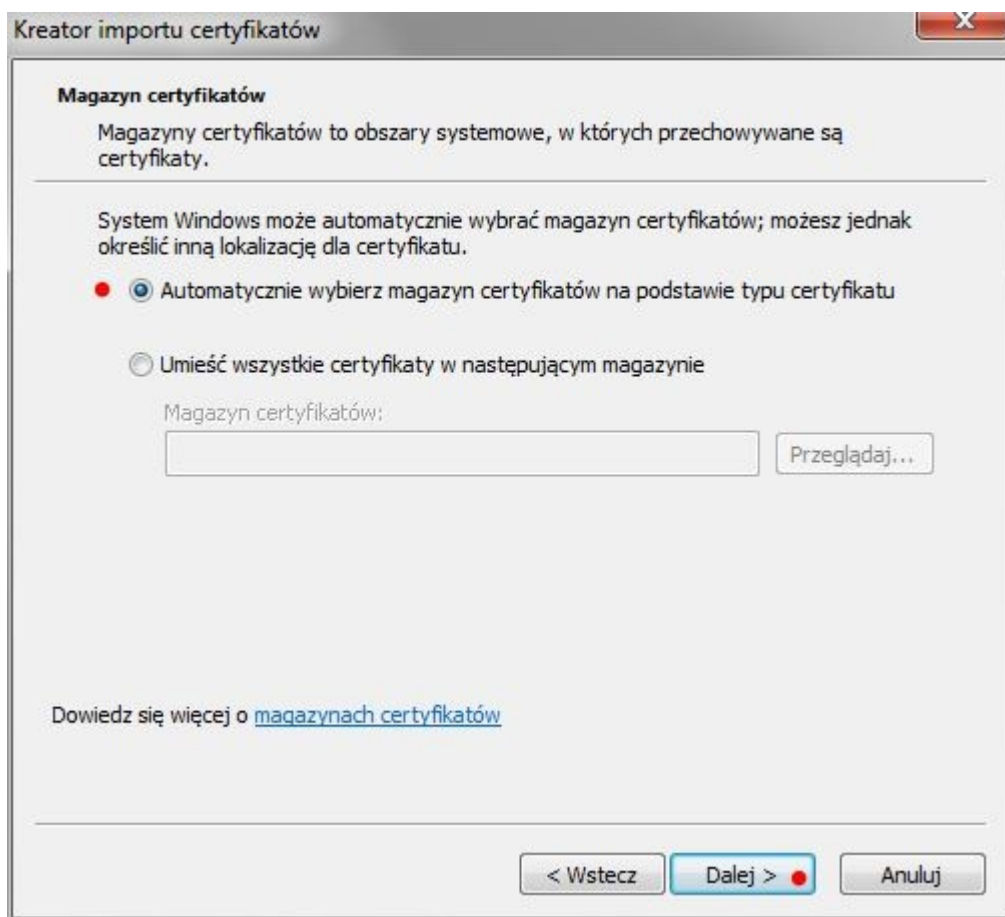 Kreator importu certyfikatów
X
Magazyn certyfikatów
Magazyny certyfikatów to obszary systemowe, w których przechowywane są
certyfikaty.
System Windows może automatycznie wybrać magazyn certyfikatów; możesz jednak
określić inną lokalizację dla certyfikatu.
Automatycznie wybierz magazyn certyfikatów na podstawie typu certyfikatu
Umieść wszystkie certyfikaty w następującym magazynie
Magazyn certyfikatów:
Przeglądaj...
Dowiedz się więcej o magazynach certyfikatów
< Wstecz Dalej > Anuluj